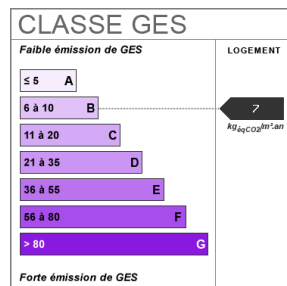 CLASSE GES
Faible émission de GES
LOGEMENT
≤ 5 A
6 à 10 B
7
kgéqCO2/m².an
11 à 20 C
21 à 35 D
36 à 55 E
56 à 80 F
> 80 G
Forte émission de GES